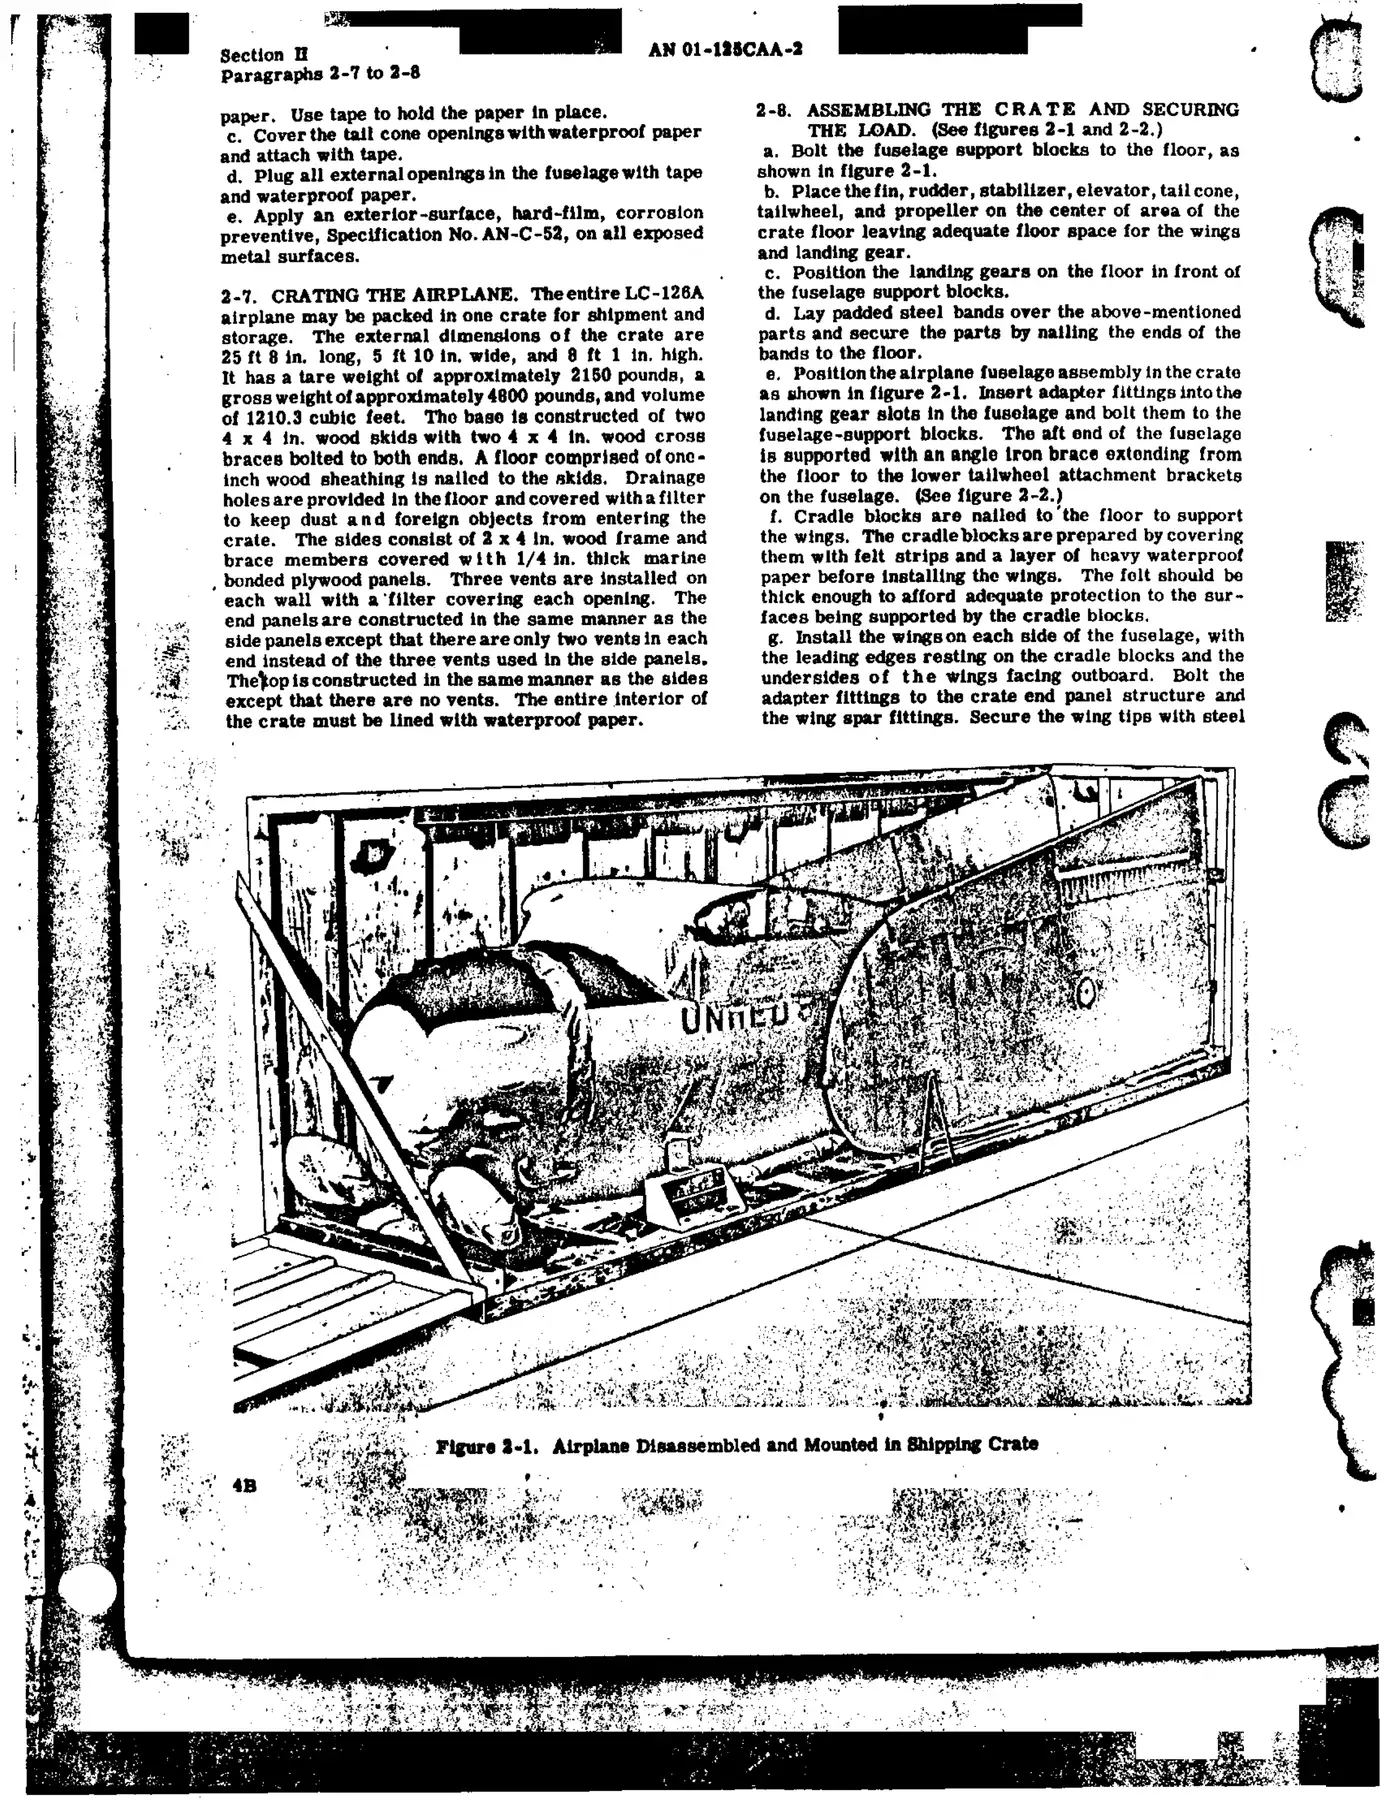 Section II
Paragraphs 2-7 to 2-8
AN 01-125CAA-2
paper. Use tape to hold the paper in place.
c. Cover the tail cone openings with waterproof paper
and attach with tape.
d. Plug all external openings in the fuselage with tape
and waterproof paper.
e. Apply an exterior-surface, hard-film, corrosion
preventive, Specification No. AN-C-52, on all exposed
metal surfaces.
2-7. CRATING THE AIRPLANE. The entire LC-126A
airplane may be packed in one crate for shipment and
storage. The external dimensions of the crate are
25 ft 8 in. long, 5 ft 10 in. wide, and 8 ft 1 in. high.
It has a tare weight of approximately 2150 pounds, a
gross weight of approximately 4800 pounds, and volume
of 1210.3 cubic feet. The base is constructed of two
4 x 4 in. wood skids with two 4 x 4 in. wood cross
braces bolted to both ends. A floor comprised of one-
inch wood sheathing is nailed to the skids. Drainage
holes are provided in the floor and covered with a filter
to keep dust and foreign objects from entering the
crate. The sides consist of 2 x 4 in. wood frame and
brace members covered with 1/4 in. thick marine
bonded plywood panels. Three vents are installed on
each wall with a filter covering each opening. The
end panels are constructed in the same manner as the
side panels except that there are only two vents in each
end instead of the three vents used in the side panels.
The top is constructed in the same manner as the sides
except that there are no vents. The entire interior of
the crate must be lined with waterproof paper.
2-8. ASSEMBLING THE CRATE AND SECURING
THE LOAD. (See figures 2-1 and 2-2.)
a. Bolt the fuselage support blocks to the floor, as
shown in figure 2-1.
b. Place the fin, rudder, stabilizer, elevator, tail cone,
tailwheel, and propeller on the center of area of the
crate floor leaving adequate floor space for the wings
and landing gear.
c. Position the landing gears on the floor in front of
the fuselage support blocks.
d. Lay padded steel bands over the above-mentioned
parts and secure the parts by nailing the ends of the
bands to the floor.
e. Position the airplane fuselage assembly in the crate
as shown in figure 2-1. Insert adapter fittings into the
landing gear slots in the fuselage and bolt them to the
fuselage-support blocks. The aft end of the fuselage
is supported with an angle iron brace extending from
the floor to the lower tailwheel attachment brackets
on the fuselage. (See figure 2-2.)
f. Cradle blocks are nailed to the floor to support
the wings. The cradle blocks are prepared by covering
them with felt strips and a layer of heavy waterproof
paper before installing the wings. The felt should be
thick enough to afford adequate protection to the sur-
faces being supported by the cradle blocks.
g. Install the wings on each side of the fuselage, with
the leading edges resting on the cradle blocks and the
undersides of the wings facing outboard. Bolt the
adapter fittings to the crate end panel structure and
the wing spar fittings. Secure the wing tips with steel
UNITED S
Figure 2-1. Airplane Disassembled and Mounted in Shipping Crate
4B